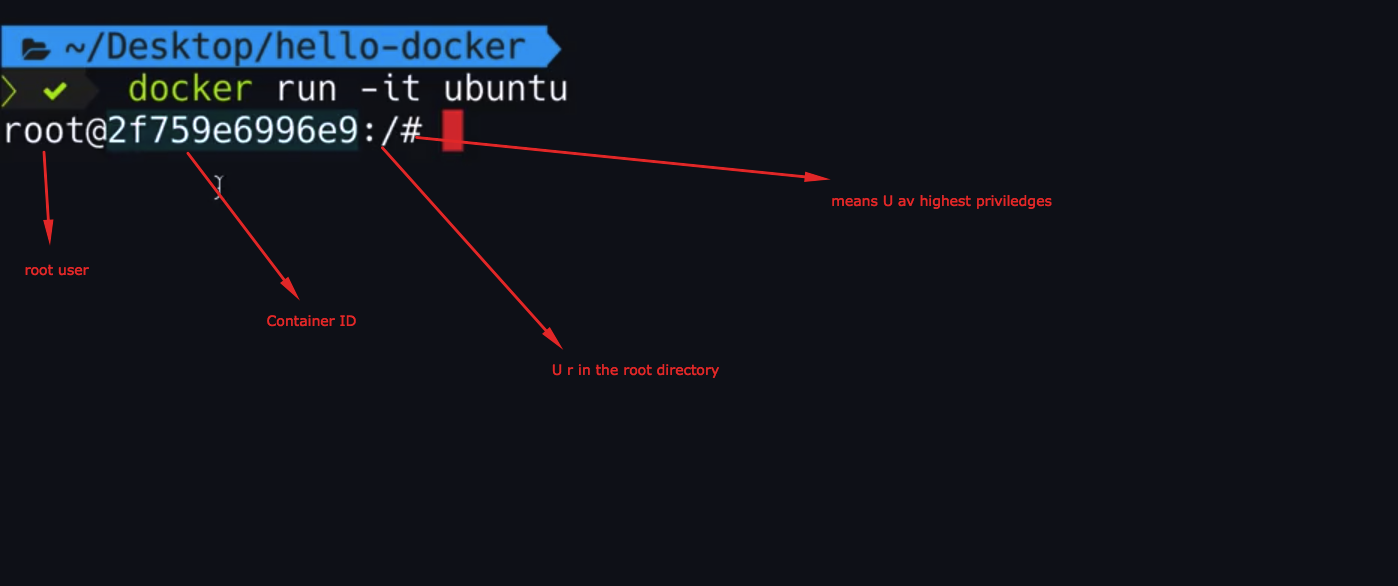 ~/Desktop/hello-docker
docker run -it ubuntu
root@2f759e6996e9:/#
means U av highest priviledges
root user
Container ID
U r in the root directory